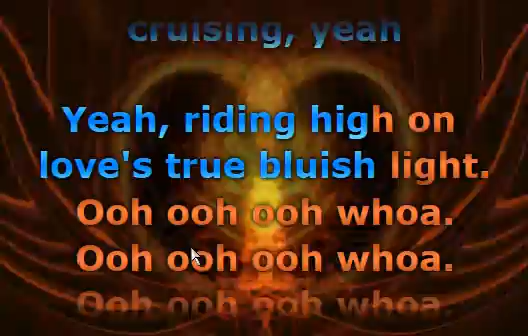 cruising, yeah
Yeah, riding high on
love's true bluish light.
Ooh ooh ooh whoa.
Ooh ooh ooh whoa.
Ooh ooh ooh whoa.